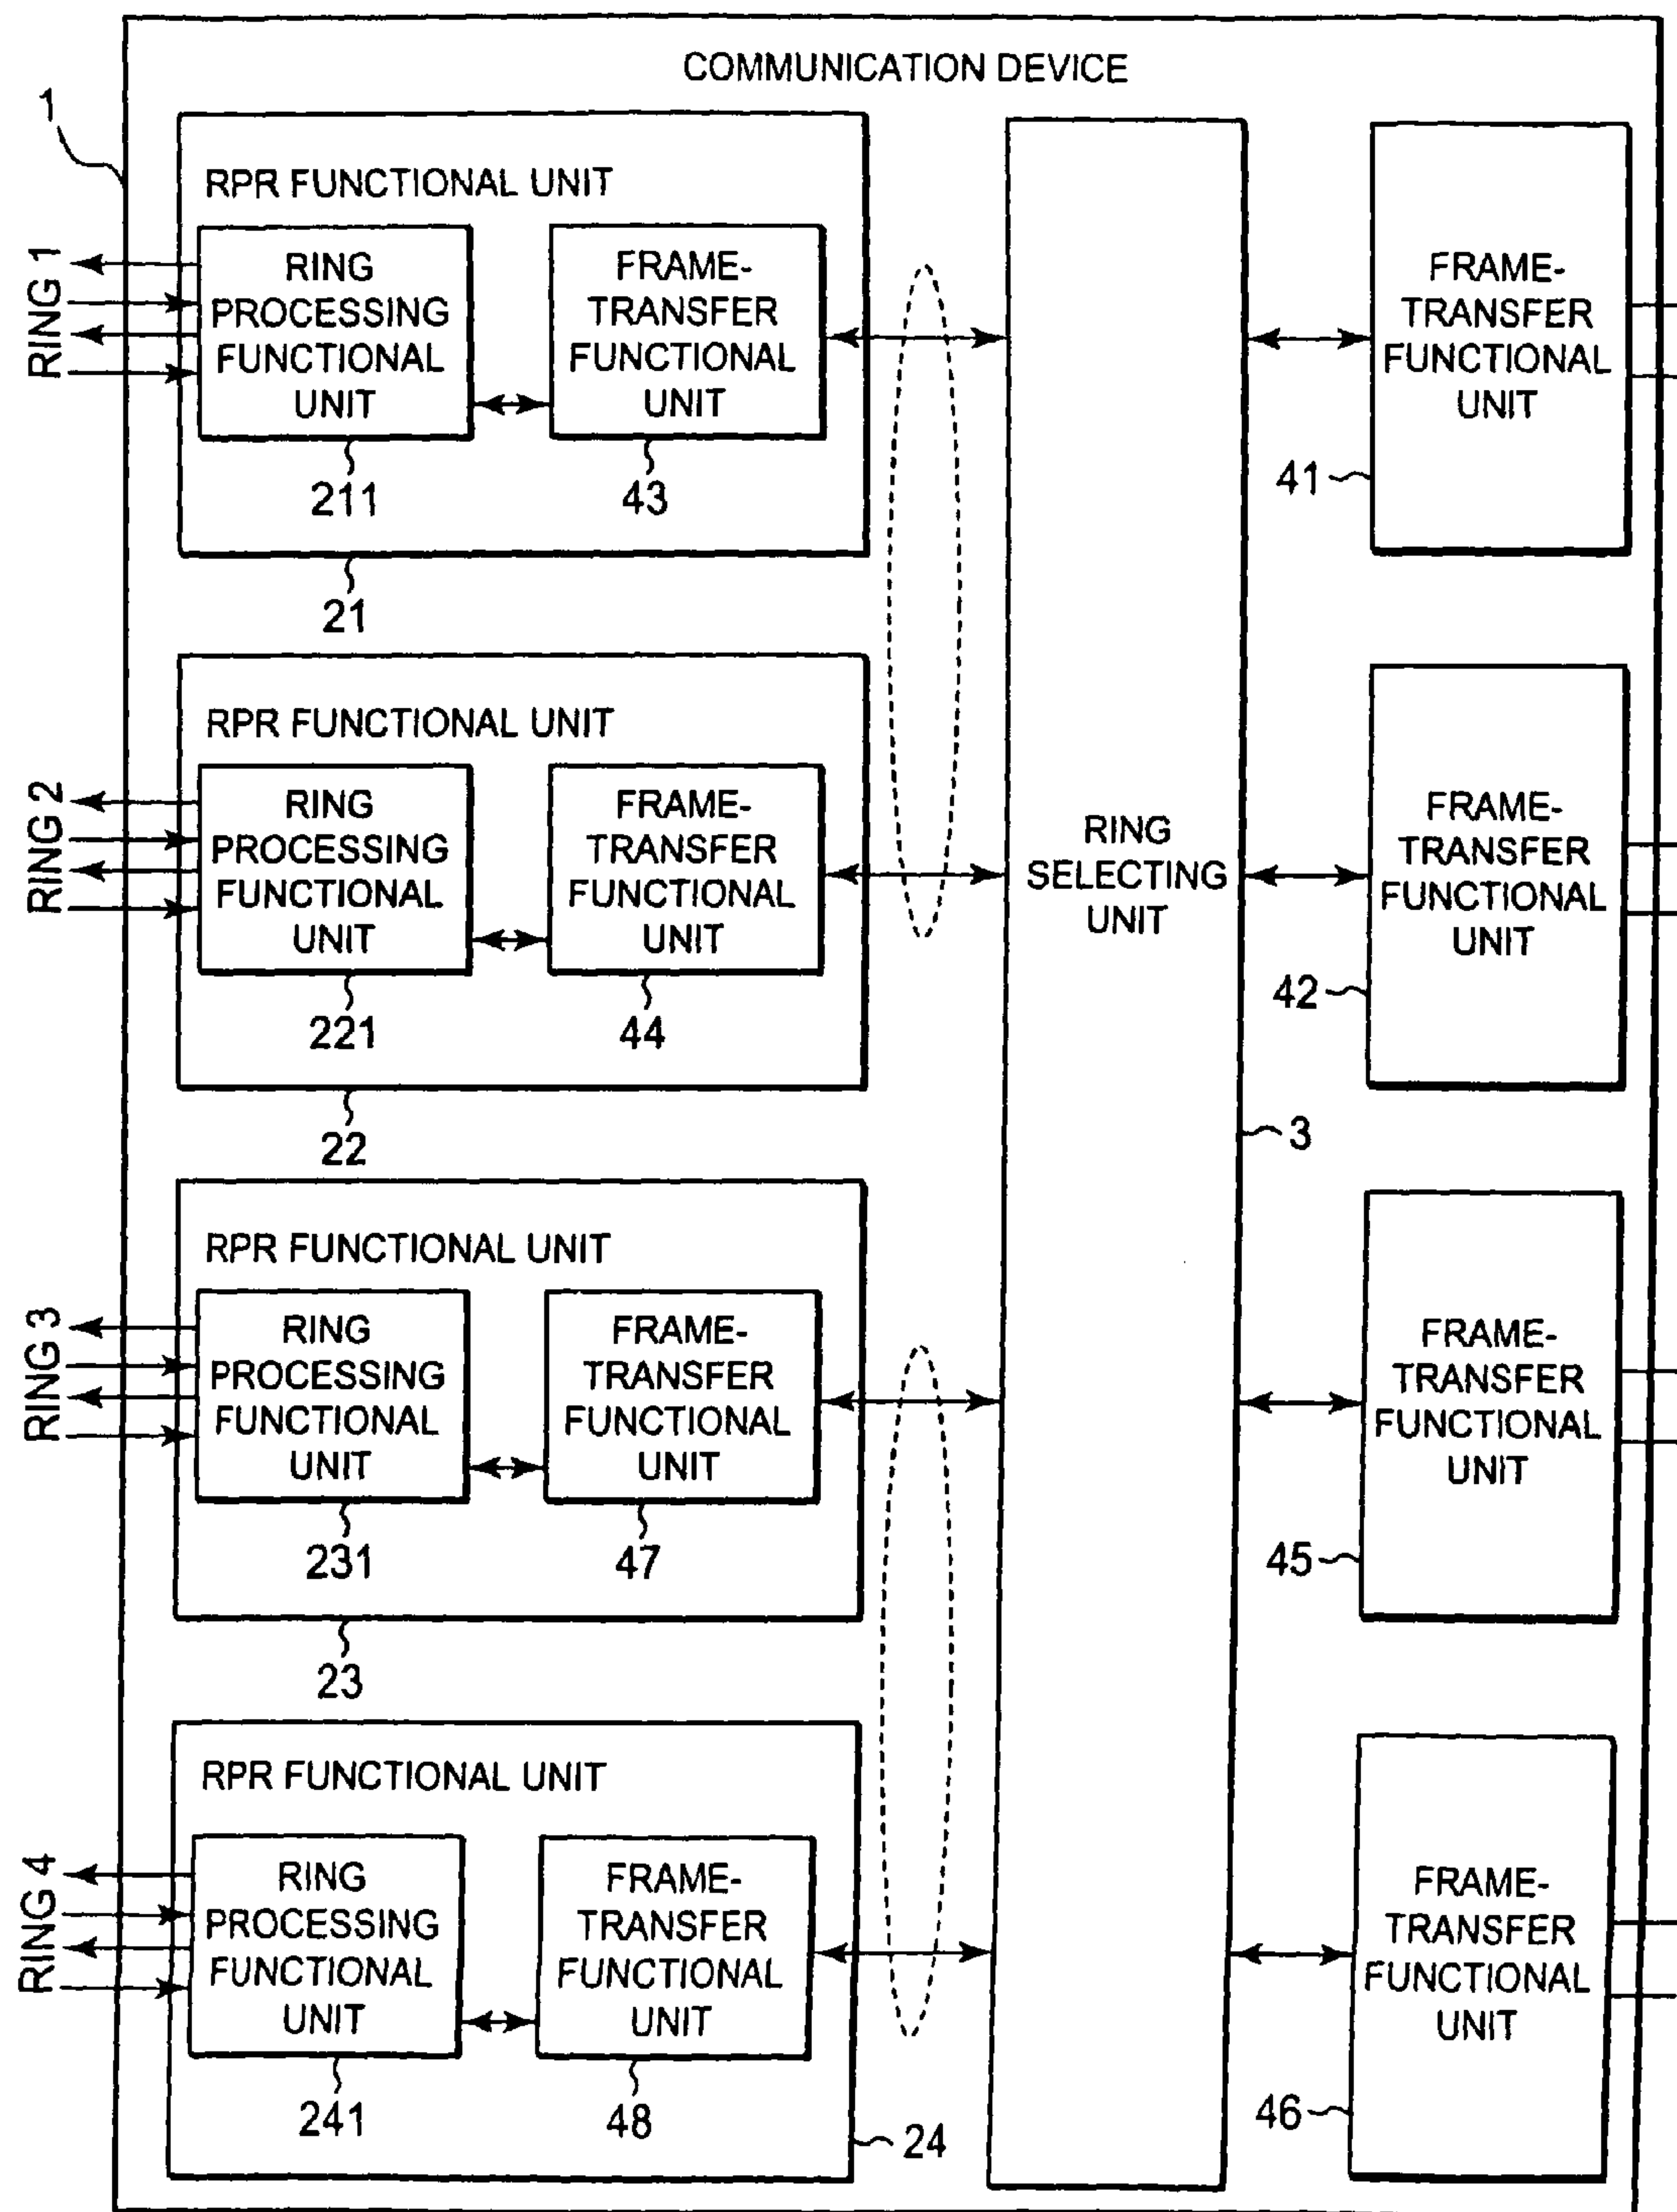 COMMUNICATION DEVICE
1
RPR FUNCTIONAL UNIT
RING 1
RING
PROCESSING
FUNCTIONAL
UNIT
211
FRAME-
TRANSFER
FUNCTIONAL
UNIT
43
21
FRAME-
TRANSFER
FUNCTIONAL
UNIT
41
RPR FUNCTIONAL UNIT
RING 2
RING
PROCESSING
FUNCTIONAL
UNIT
221
FRAME-
TRANSFER
FUNCTIONAL
UNIT
44
22
RING
SELECTING
UNIT
3
FRAME-
TRANSFER
FUNCTIONAL
UNIT
42
RPR FUNCTIONAL UNIT
RING 3
RING
PROCESSING
FUNCTIONAL
UNIT
231
FRAME-
TRANSFER
FUNCTIONAL
UNIT
47
23
FRAME-
TRANSFER
FUNCTIONAL
UNIT
45
RPR FUNCTIONAL UNIT
RING 4
RING
PROCESSING
FUNCTIONAL
UNIT
241
FRAME-
TRANSFER
FUNCTIONAL
UNIT
48
24
FRAME-
TRANSFER
FUNCTIONAL
UNIT
46